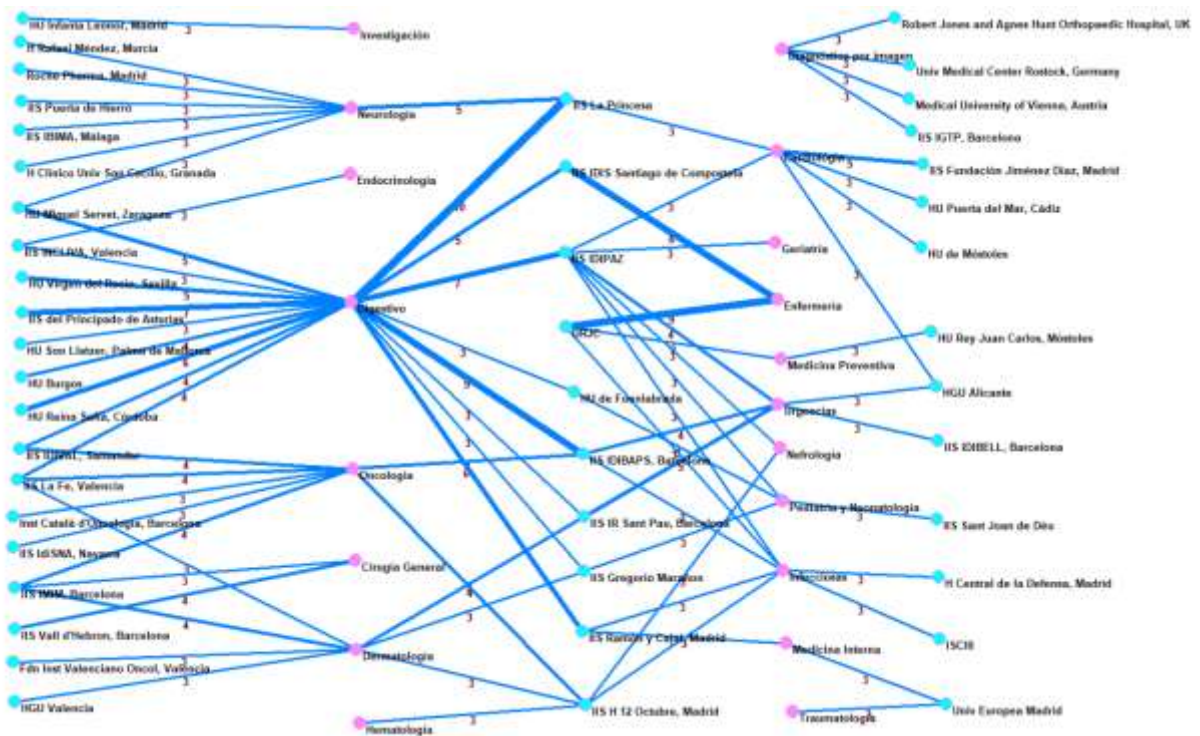 HU Infanta Leonor, Madrid
H Rafael Méndez, Murcia
Roche Pharma, Madrid
IIS Puerta de Hierro
IIS IBIMA, Málaga
H Clínico Univ San Cecilio, Granada
HU Miguel Servet, Zaragoza
IIS INCLIVA, Valencia
HU Virgen del Rocío, Sevilla
IIS del Principado de Asturias
HU Son Llatzer, Palma de Mallorca
HU Burgos
HU Reina Sofía, Córdoba
IIS IDIVAL, Santander
IIS La Fe, Valencia
Inst Català d'Oncologia, Barcelona
IIS IdiSNA, Navarra
IIS IMIM, Barcelona
IIS Vall d'Hebron, Barcelona
Fdn Inst Valenciano Oncol, Valencia
HGU Valencia
Investigación
Neurología
Endocrinología
Digestivo
Oncología
Cirugía General
Dermatología
Hematología
IIS La Princesa
IIS IDIS Santiago de Compostela
IIS IDIPAZ
URJC
HU de Fuenlabrada
IIS IDIBAPS, Barcelona
IIS IR Sant Pau, Barcelona
IIS Gregorio Marañón
IIS Ramón y Cajal, Madrid
IIS H 12 Octubre, Madrid
Diagnóstico por imagen
Cardiología
Geriatría
Enfermería
Medicina Preventiva
Urgencias
Nefrología
Pediatría y Neonatología
Infecciosas
Medicina Interna
Traumatología
Robert Jones and Agnes Hunt Orthopaedic Hospital, UK
Univ Medical Center Rostock, Germany
Medical University of Vienna, Austria
IIS IGTP, Barcelona
IIS Fundación Jiménez Díaz, Madrid
HU Puerta del Mar, Cádiz
HU de Móstoles
HU Rey Juan Carlos, Móstoles
HGU Alicante
IIS IDIBELL, Barcelona
IIS Sant Joan de Déu
H Central de la Defensa, Madrid
ISCIII
Univ Europea Madrid